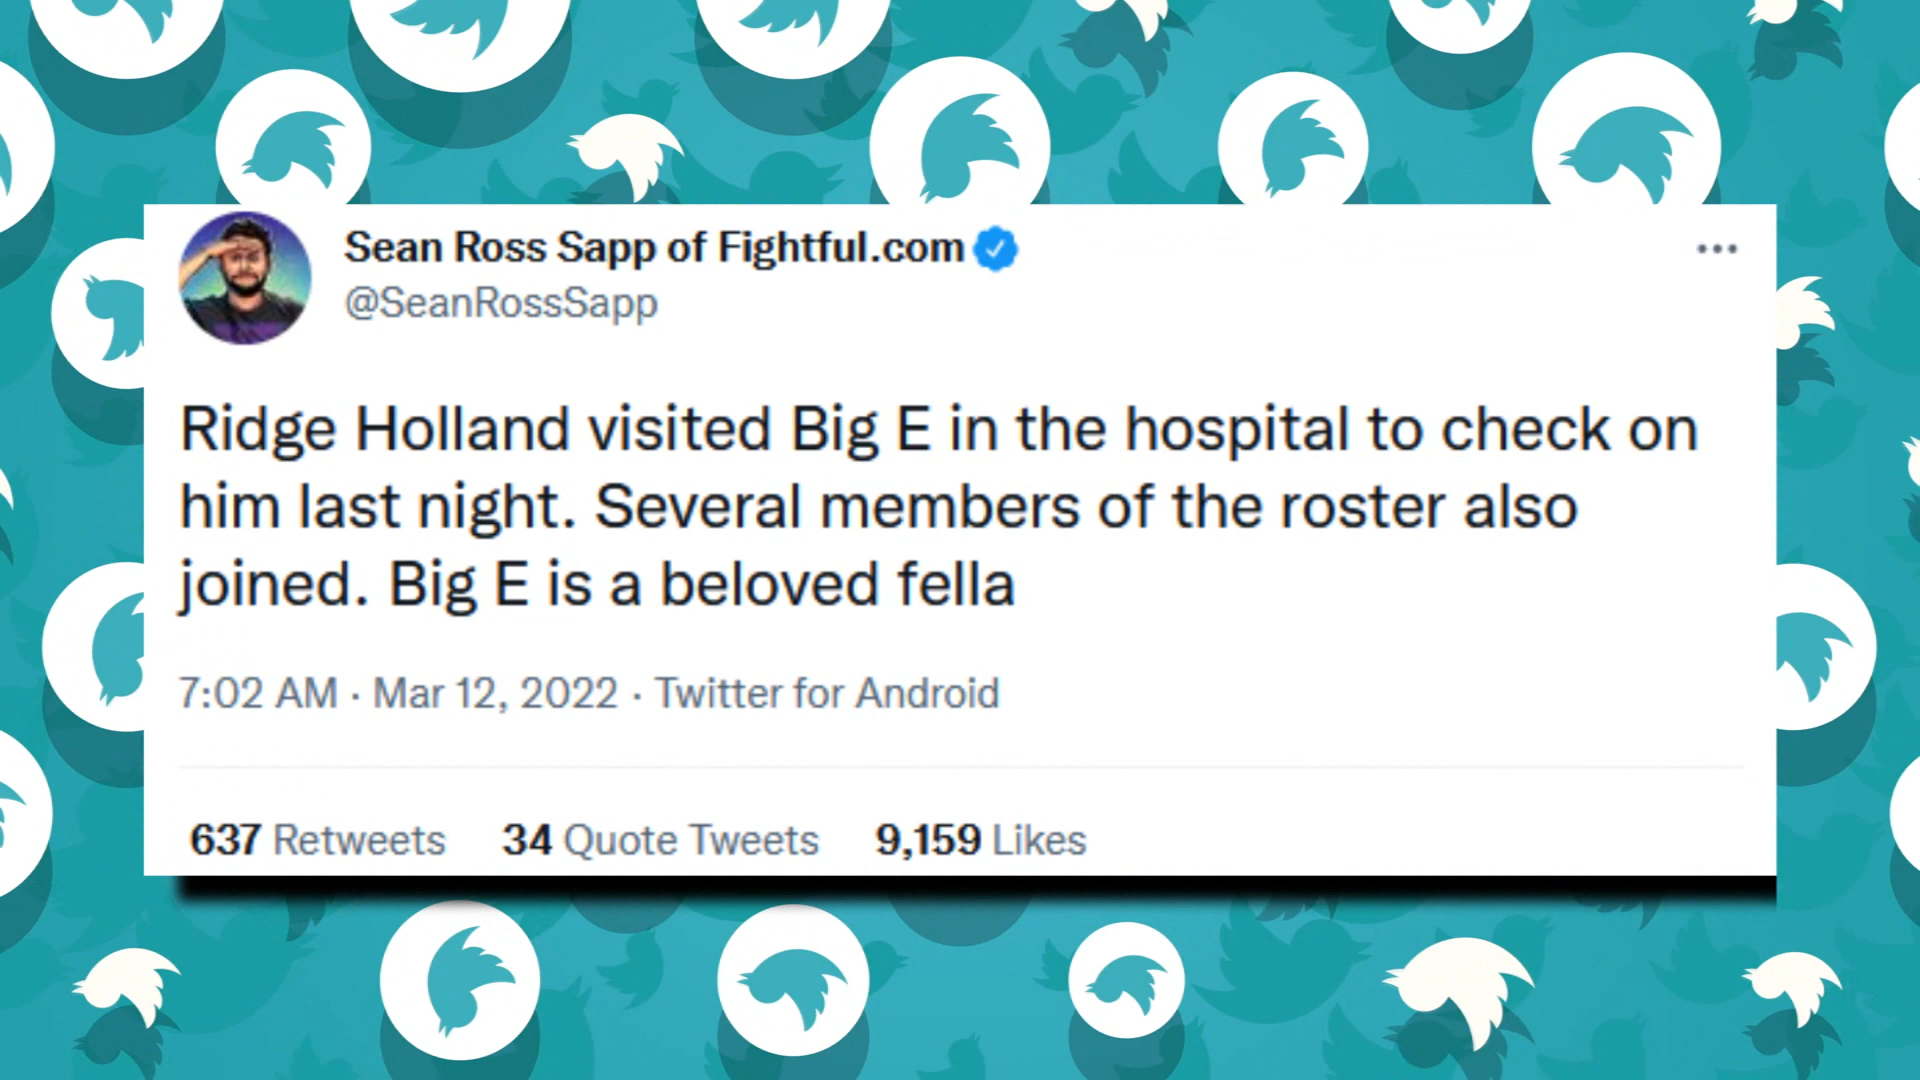 Sean Ross Sapp of Fightful.com
@SeanRossSapp
Ridge Holland visited Big E in the hospital to check on
him last night. Several members of the roster also
joined. Big E is a beloved fella
7:02 AM · Mar 12, 2022 · Twitter for Android
637 Retweets 34 Quote Tweets 9,159 Likes